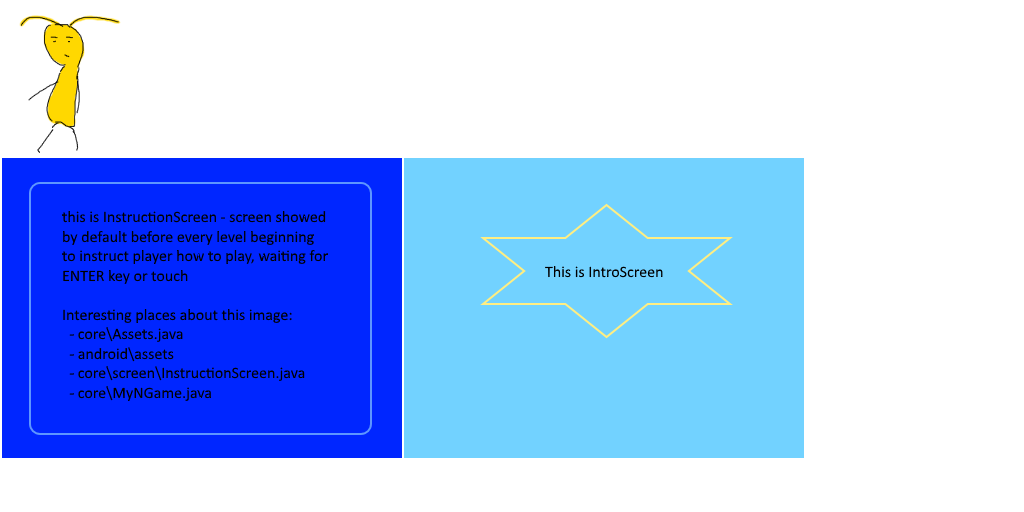 this is InstructionScreen - screen showed
by default before every level beginning
to instruct player how to play, waiting for
ENTER key or touch
Interesting places about this image:
- core\Assets.java
- android\assets
- core\screen\InstructionScreen.java
- core\MyNGame.java
This is IntroScreen